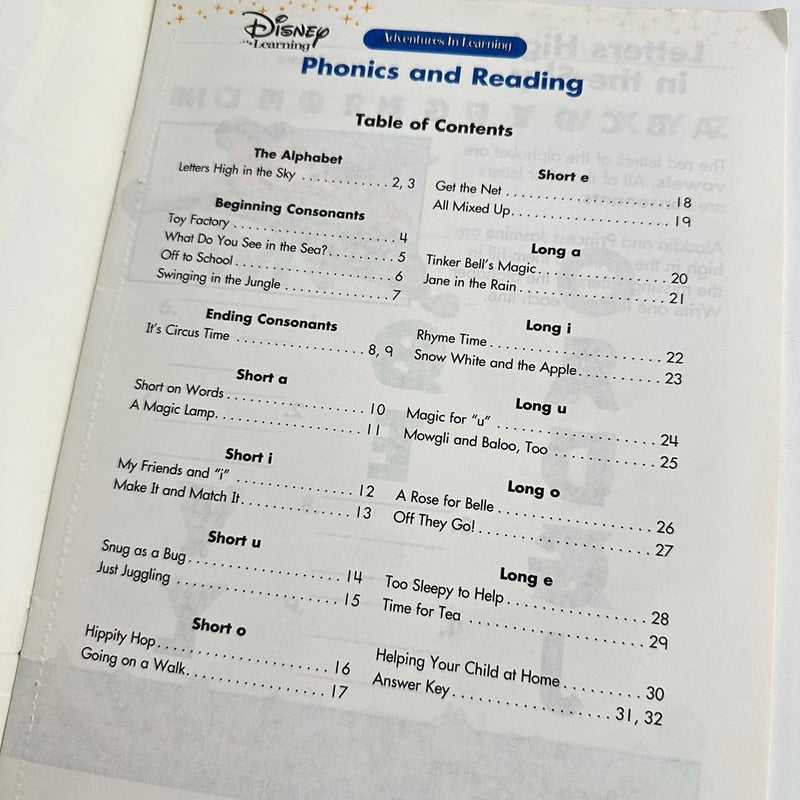 Disney
Learning
Adventures In Learning
Phonics and Reading
Table of Contents
The Alphabet
Letters High in the Sky . . . . . . . . . . . . 2, 3
Beginning Consonants
Toy Factory . . . . . . . . . . . . . . . . . . . . . . 4
What Do You See in the Sea?. . . . . . . . . 5
Off to School . . . . . . . . . . . . . . . . . . . . . 6
Swinging in the Jungle . . . . . . . . . . . . . . 7
Ending Consonants
It's Circus Time . . . . . . . . . . . . . . . . . . 8, 9
Short a
Short on Words . . . . . . . . . . . . . . . . . . 10
A Magic Lamp. . . . . . . . . . . . . . . . . . . 11
Short i
My Friends and "i" . . . . . . . . . . . . . . . 12
Make It and Match It. . . . . . . . . . . . . . 13
Short u
Snug as a Bug . . . . . . . . . . . . . . . . . . . 14
Just Juggling . . . . . . . . . . . . . . . . . . . . 15
Short o
Hippity Hop. . . . . . . . . . . . . . . . . . . . . 16
Going on a Walk. . . . . . . . . . . . . . . . . 17
Short e
Get the Net . . . . . . . . . . . . . . . . . . . . . 18
All Mixed Up. . . . . . . . . . . . . . . . . . . . 19
Long a
Tinker Bell's Magic. . . . . . . . . . . . . . . . 20
Jane in the Rain . . . . . . . . . . . . . . . . . . 21
Long i
Rhyme Time . . . . . . . . . . . . . . . . . . . . 22
Snow White and the Apple. . . . . . . . . . 23
Long u
Magic for "u" . . . . . . . . . . . . . . . . . . . 24
Mowgli and Baloo, Too . . . . . . . . . . . . 25
Long o
A Rose for Belle . . . . . . . . . . . . . . . . . . 26
Off They Go! . . . . . . . . . . . . . . . . . . . . 27
Long e
Too Sleepy to Help . . . . . . . . . . . . . . . . 28
Time for Tea . . . . . . . . . . . . . . . . . . . . 29
Helping Your Child at Home . . . . . . . . . 30
Answer Key. . . . . . . . . . . . . . . . . . . 31, 32